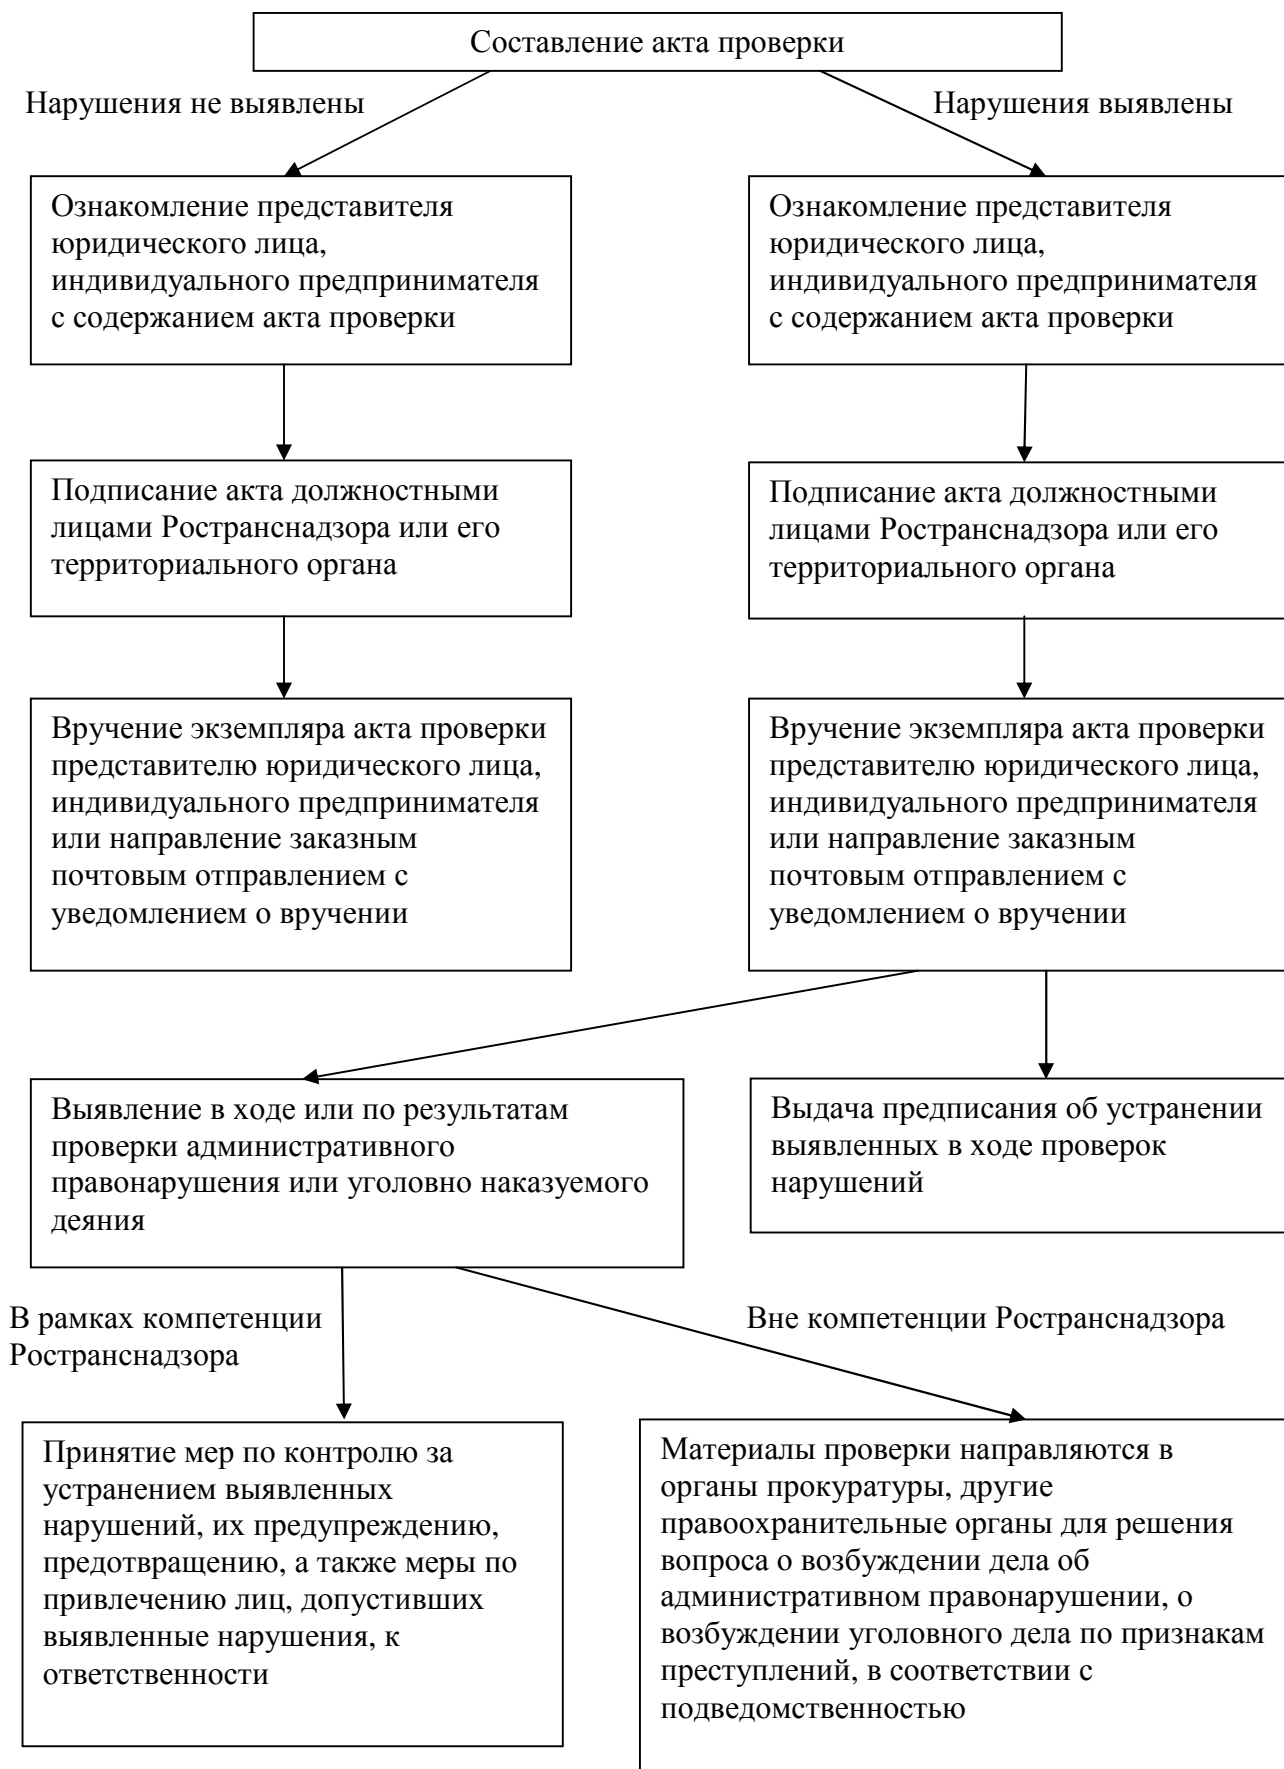 Составление акта проверки
Нарушения не выявлены
Нарушения выявлены
Ознакомление представителя
юридического лица,
индивидуального предпринимателя
с содержанием акта проверки
Ознакомление представителя
юридического лица,
индивидуального предпринимателя
с содержанием акта проверки
Подписание акта должностными
лицами Ространснадзора или его
территориального органа
Подписание акта должностными
лицами Ространснадзора или его
территориального органа
Вручение экземпляра акта проверки
представителю юридического лица,
индивидуального предпринимателя
или направление заказным
почтовым отправлением с
уведомлением о вручении
Вручение экземпляра акта проверки
представителю юридического лица,
индивидуального предпринимателя
или направление заказным
почтовым отправлением с
уведомлением о вручении
Выявление в ходе или по результатам
проверки административного
правонарушения или уголовно наказуемого
деяния
Выдача предписания об устранении
выявленных в ходе проверок
нарушений
В рамках компетенции
Ространснадзора
Вне компетенции Ространснадзора
Принятие мер по контролю за
устранением выявленных
нарушений, их предупреждению,
предотвращению, а также меры по
привлечению лиц, допустивших
выявленные нарушения, к
ответственности
Материалы проверки направляются в
органы прокуратуры, другие
правоохранительные органы для решения
вопроса о возбуждении дела об
административном правонарушении, о
возбуждении уголовного дела по признакам
преступлений, в соответствии с
подведомственностью